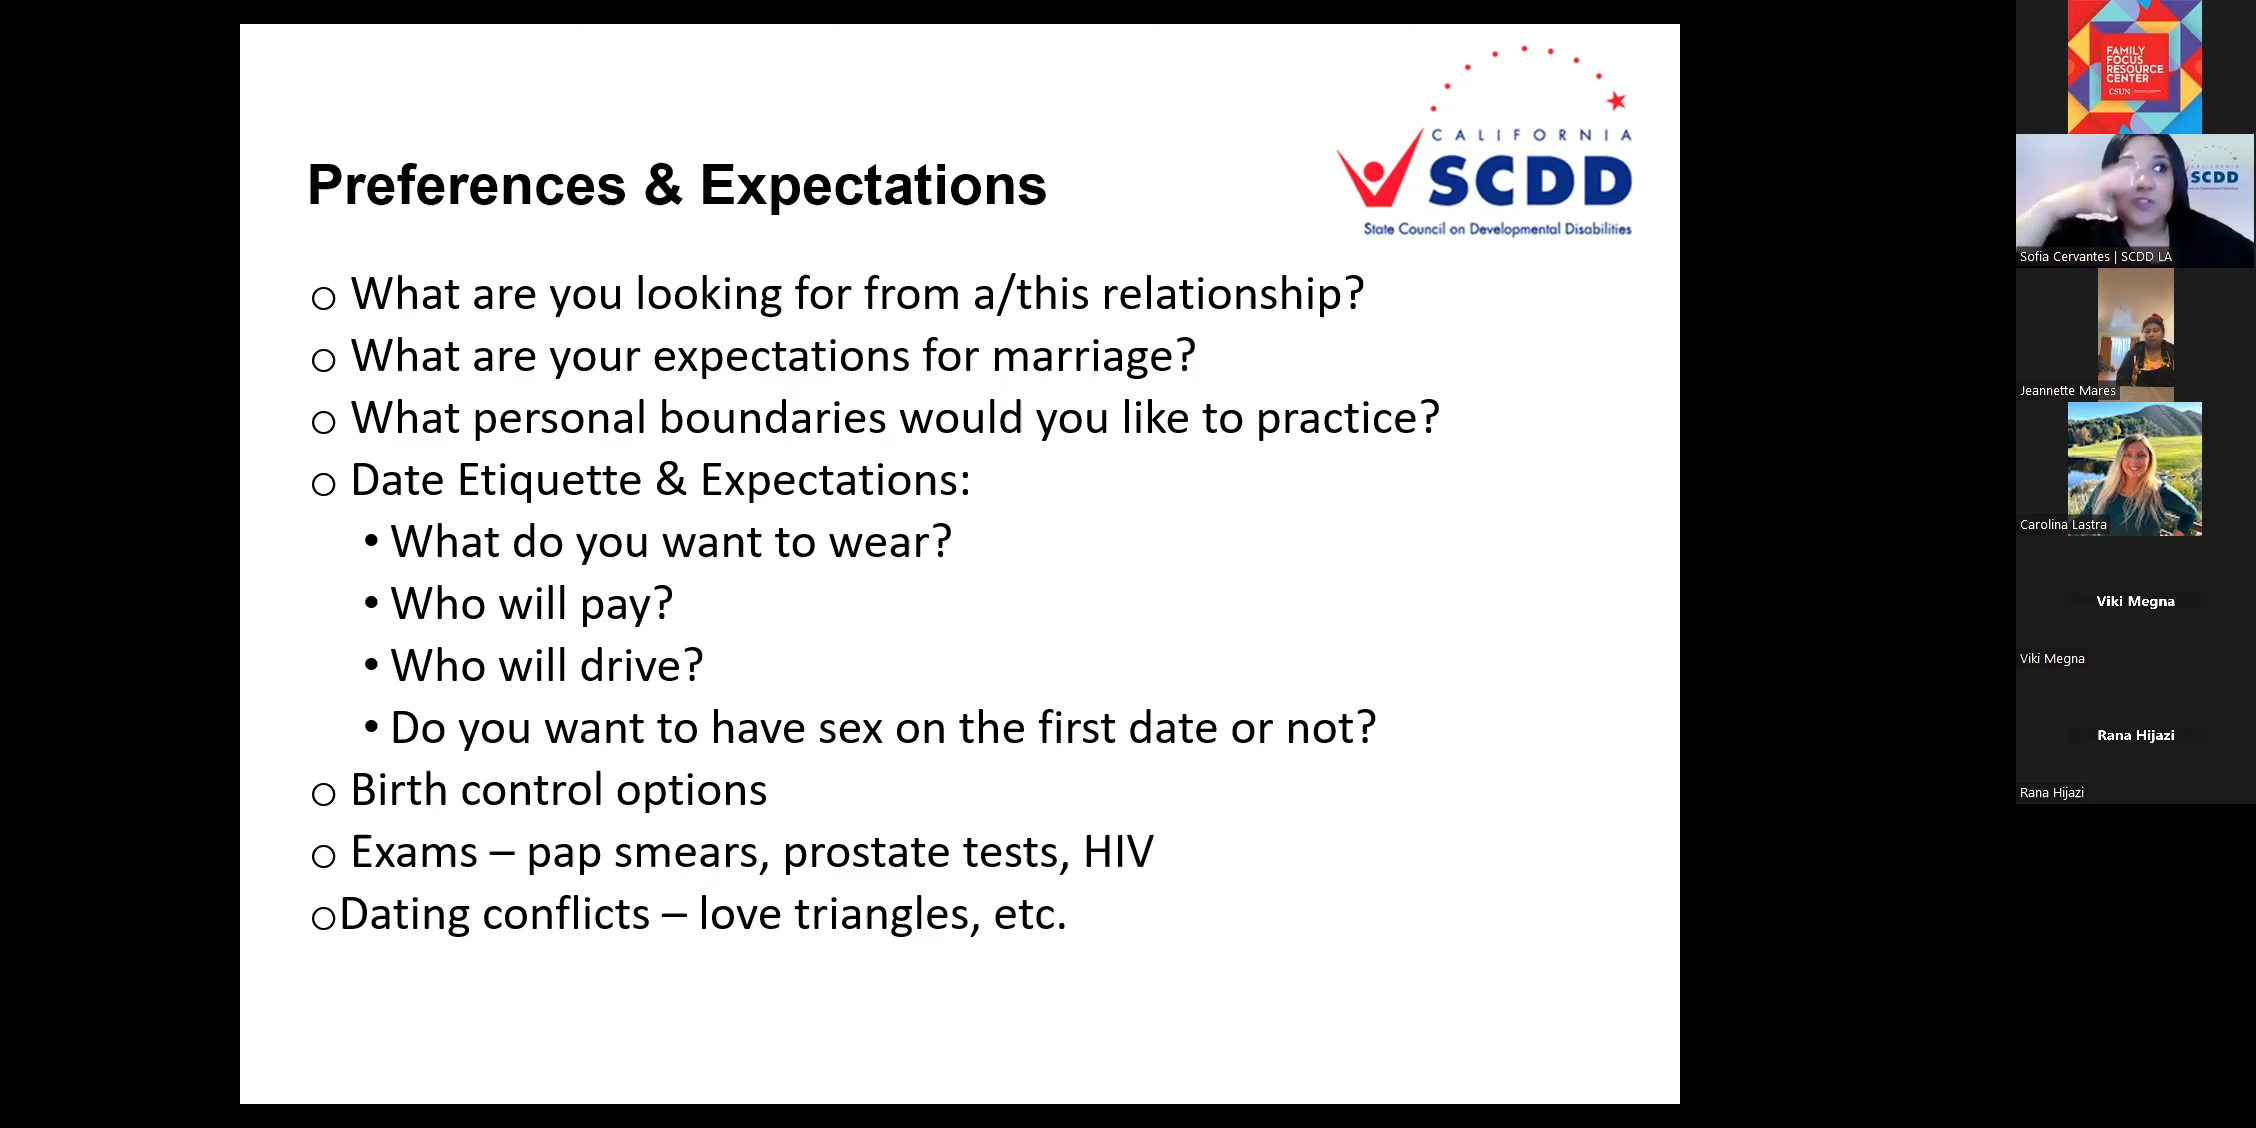 Preferences & Expectations
CALIFORNIA
SCDD
State Council on Developmental Disabilities
o What are you looking for from a/this relationship?
o What are your expectations for marriage?
o What personal boundaries would you like to practice?
o Date Etiquette & Expectations:
• What do you want to wear?
• Who will pay?
• Who will drive?
• Do you want to have sex on the first date or not?
o Birth control options
o Exams – pap smears, prostate tests, HIV
oDating conflicts – love triangles, etc.
FAMILY
FOCUS
RESOURCE
CENTER
CSUN
SCDD
Sofia Cervantes | SCDD LA
Jeannette Mares
Carolina Lastra
Viki Megna
Viki Megna
Rana Hijazi
Rana Hijazi